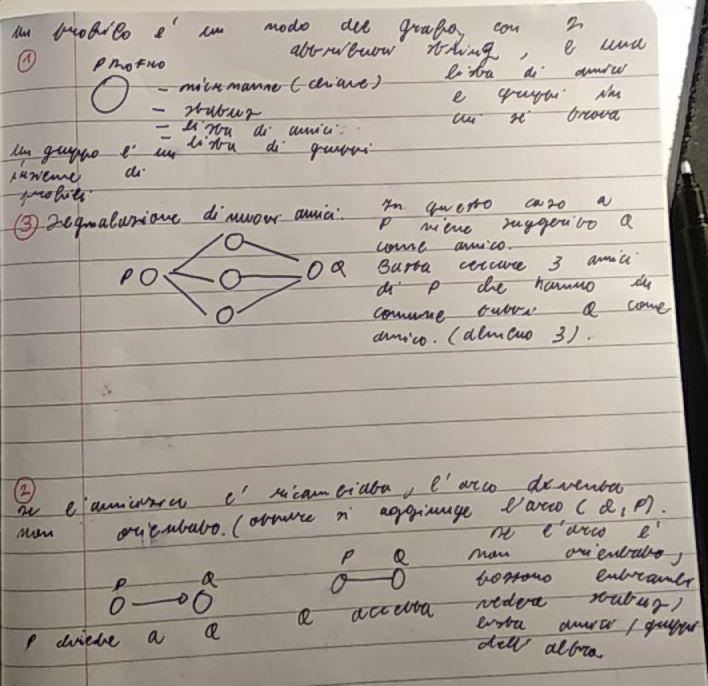 Un profilo e' un nodo del grafo, con 2
attributi string, e una
① PROFILO lista di amici
- nickname (chiave) e gruppi in
- status cui si trova
- lista di amici.
- lista di gruppi
Un gruppo e' un
insieme di
profili
③ Segnalazione di nuovi amici. In questo caso a
P viene suggerito Q
come amico.
P Q Basta cercare 3 amici
di P che hanno in
comune tutti Q come
amico. (almeno 3).
②
se l'amicizia e' ricambiata, l'arco diventa
non orientato. (oppure si aggiunge l'arco (Q, P).
se l'arco e'
P Q P Q non orientato,
possono entrambi
P chiede a Q Q accetta vedere status,
lista amici / gruppi
dell'altro.